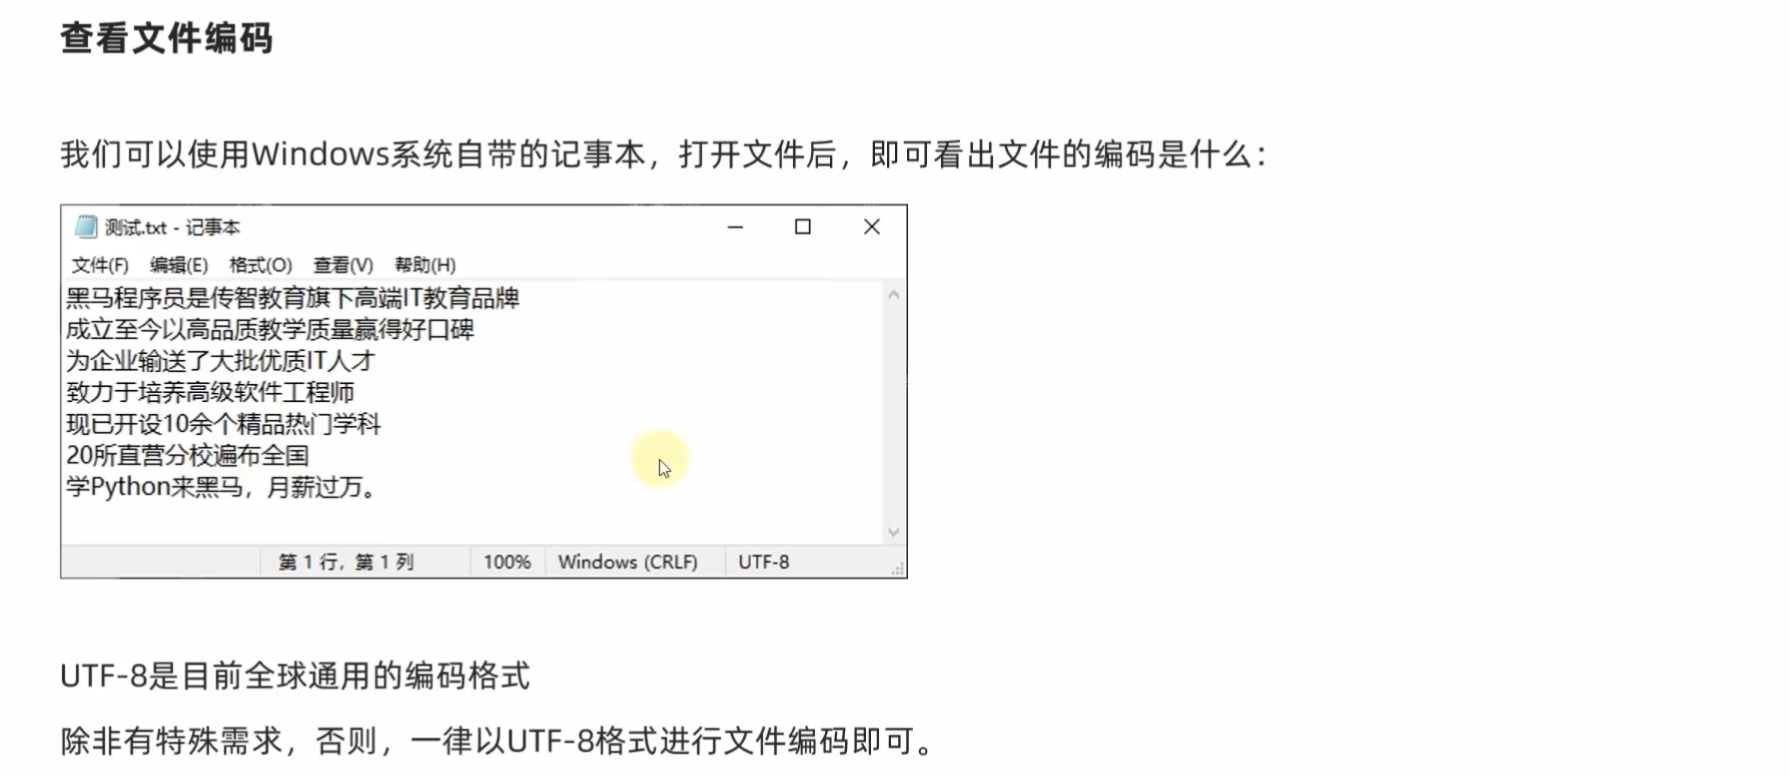 查看文件编码
我们可以使用Windows系统自带的记事本，打开文件后，即可看出文件的编码是什么：
测试.txt - 记事本
文件(F) 编辑(E) 格式(O) 查看(V) 帮助(H)
黑马程序员是传智教育旗下高端IT教育品牌
成立至今以高品质教学质量赢得好口碑
为企业输送了大批优质IT人才
致力于培养高级软件工程师
现已开设10余个精品热门学科
20所直营分校遍布全国
学Python来黑马，月薪过万。
第 1 行，第 1 列 100% Windows (CRLF) UTF-8
UTF-8是目前全球通用的编码格式
除非有特殊需求，否则，一律以UTF-8格式进行文件编码即可。